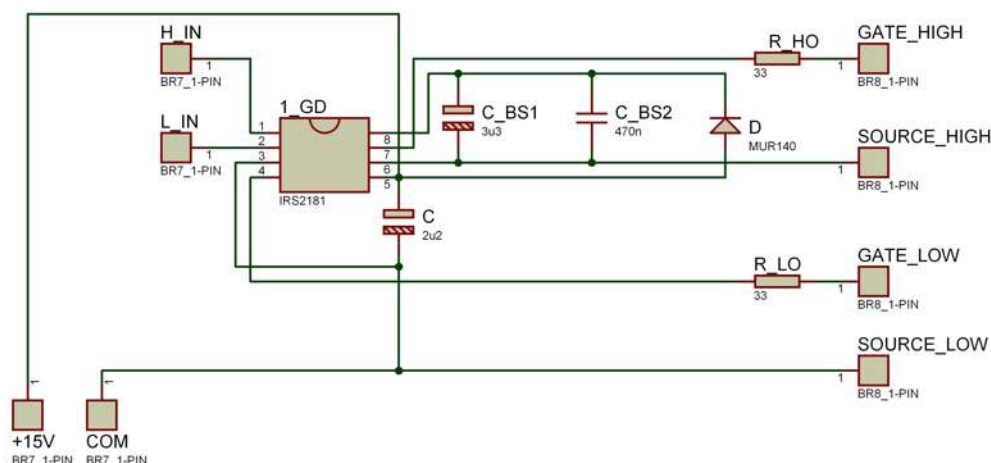 H_IN
1
BR7_1-PIN
L_IN
1
BR7_1-PIN
1_GD
1
2
3
4
8
7
6
5
IRS2181
C_BS1
3u3
C_BS2
470n
D
MUR140
C
2u2
R_HO
33
GATE_HIGH
1
BR8_1-PIN
SOURCE_HIGH
1
BR8_1-PIN
R_LO
33
GATE_LOW
1
BR8_1-PIN
SOURCE_LOW
1
BR8_1-PIN
1
+15V
BR7_1-PIN
1
COM
BR7_1-PIN